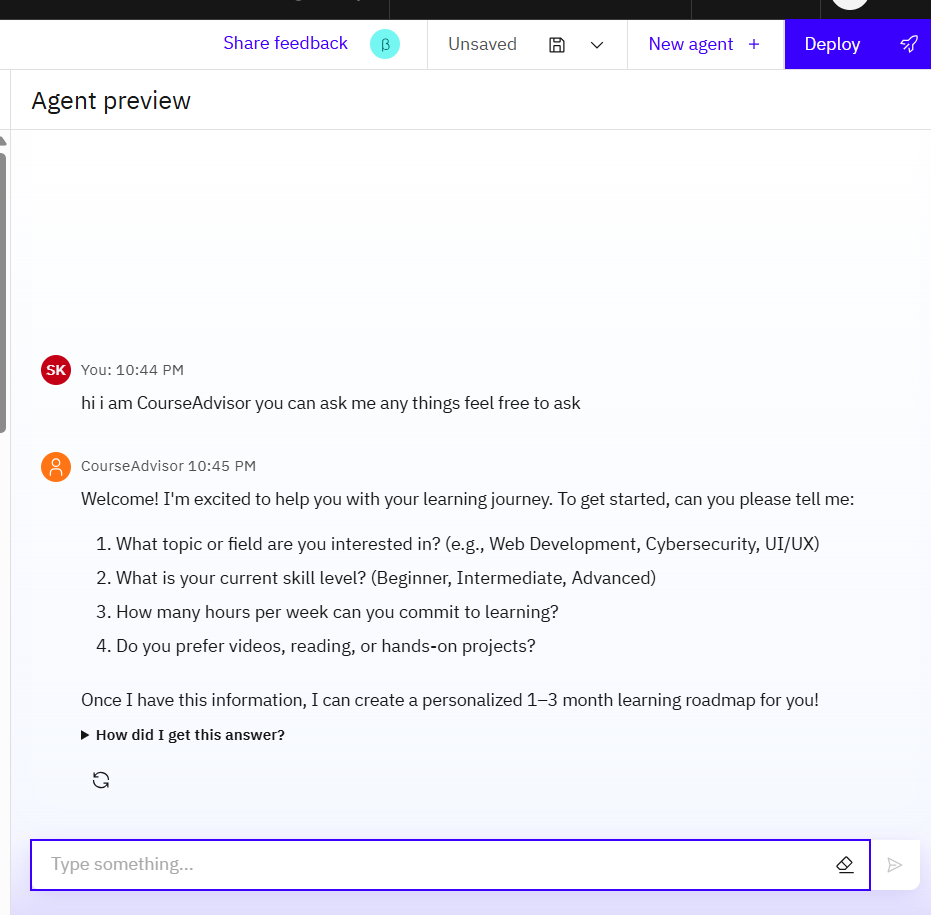 Share feedback β Unsaved New agent + Deploy
Agent preview
SK You: 10:44 PM
hi i am CourseAdvisor you can ask me any things feel free to ask
CourseAdvisor 10:45 PM
Welcome! I'm excited to help you with your learning journey. To get started, can you please tell me:
1. What topic or field are you interested in? (e.g., Web Development, Cybersecurity, UI/UX)
2. What is your current skill level? (Beginner, Intermediate, Advanced)
3. How many hours per week can you commit to learning?
4. Do you prefer videos, reading, or hands-on projects?
Once I have this information, I can create a personalized 1–3 month learning roadmap for you!
How did I get this answer?
Type something...